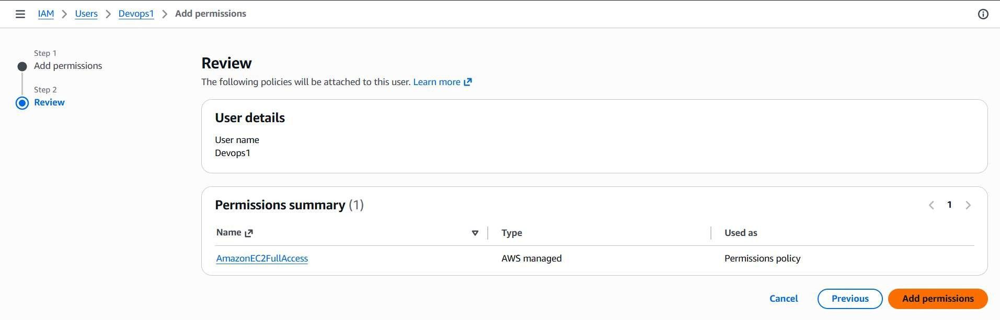 IAM > Users > Devops1 > Add permissions
Step 1
Add permissions
Step 2
Review
Review
The following policies will be attached to this user. Learn more
User details
User name
Devops1
Permissions summary (1)
1
Name Type Used as
AmazonEC2FullAccess AWS managed Permissions policy
Cancel Previous Add permissions